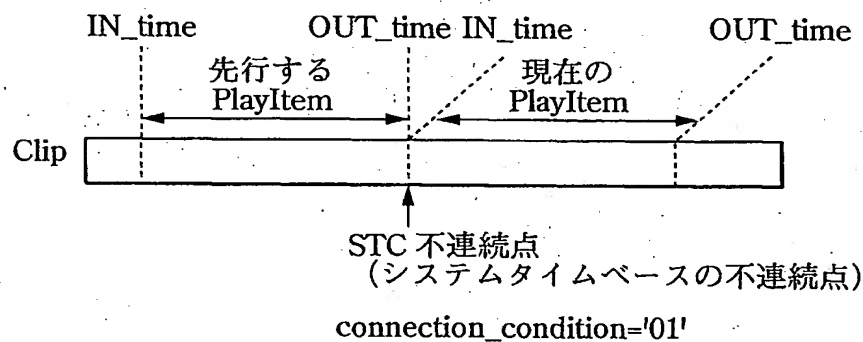 IN_time OUT_time IN_time OUT_time
先行する 現在の
PlayItem PlayItem
Clip
STC 不連続点
(システムタイムベースの不連続点)
connection_condition='01'